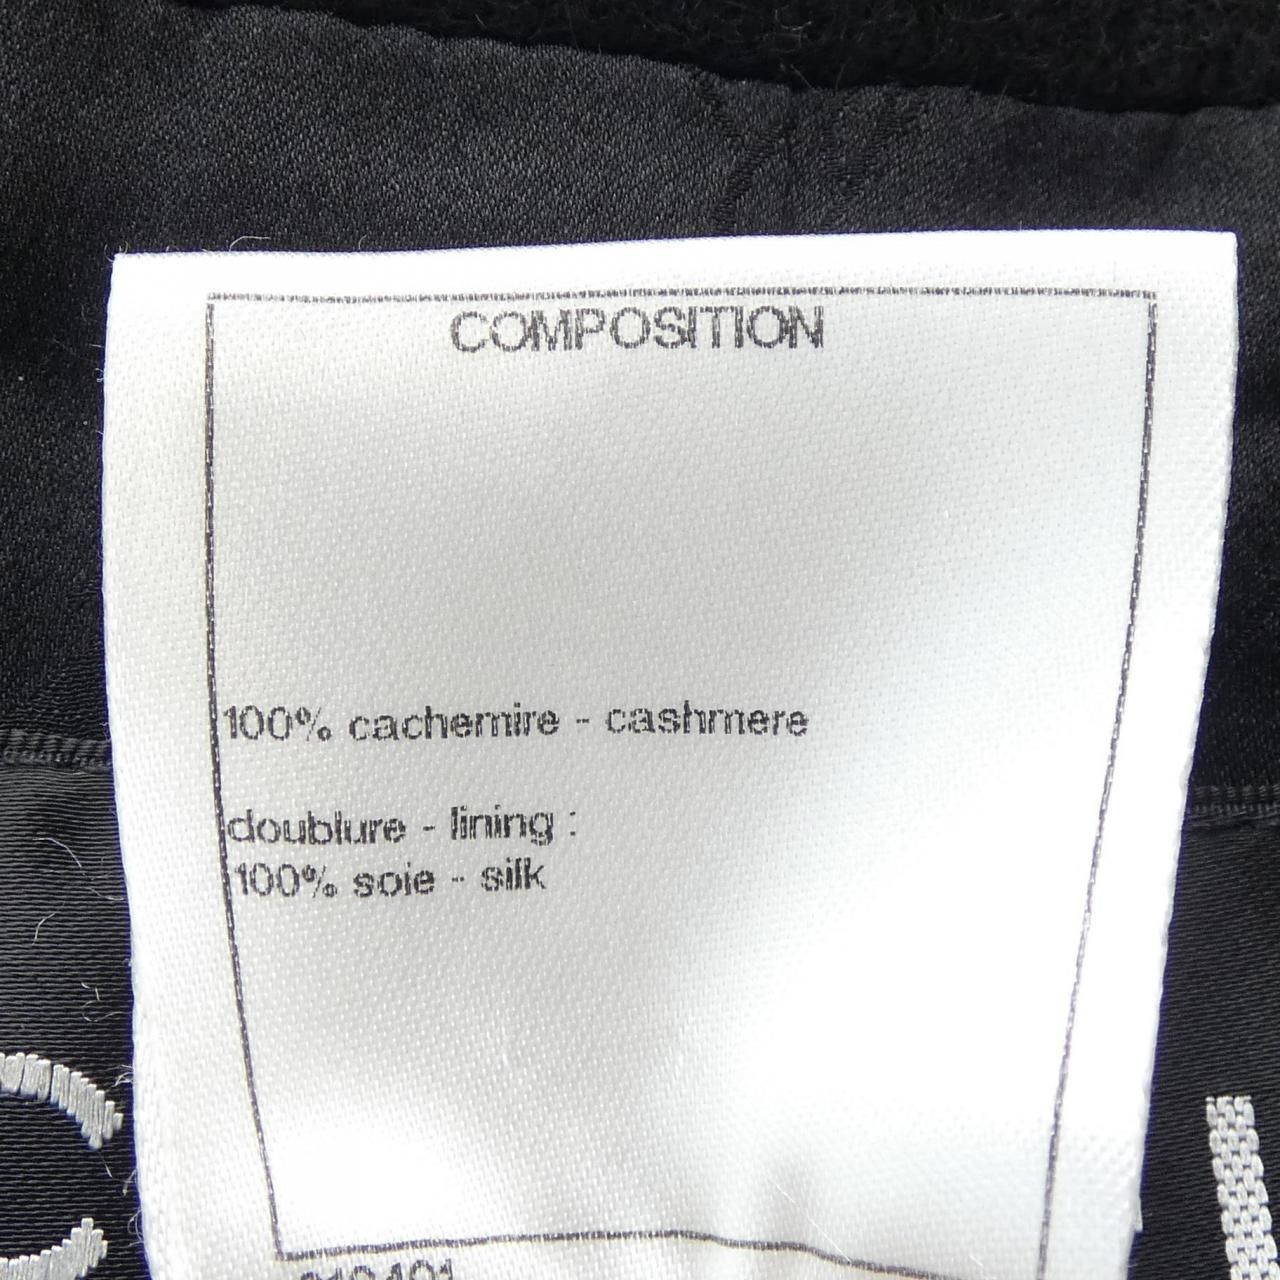 COMPOSITION
100% cachemire - cashmere
doublure - lining :
100% soie - silk